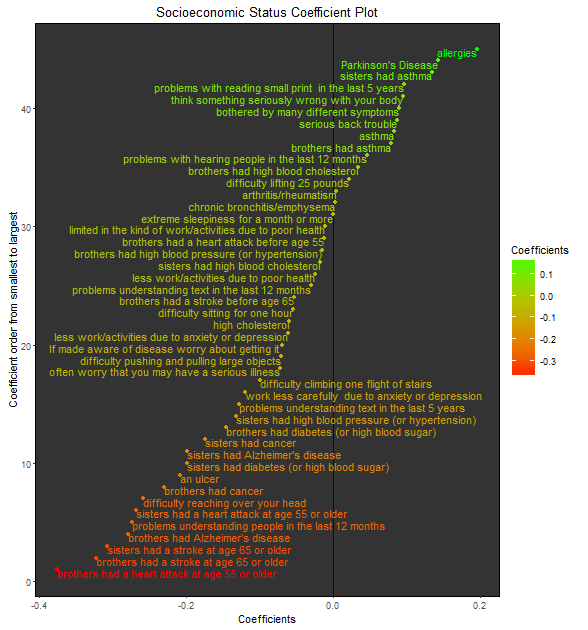 Socioeconomic Status Coefficient Plot
allergies
Parkinson's Disease
sisters had asthma
problems with reading small print in the last 5 years
think something seriously wrong with your body
bothered by many different symptoms
serious back trouble
asthma
brothers had asthma
problems with hearing people in the last 12 months
brothers had high blood cholesterol
difficulty lifting 25 pounds
arthritis/rheumatism
chronic bronchitis/emphysema
extreme sleepiness for a month or more
limited in the kind of work/activities due to poor health
brothers had a heart attack before age 55
brothers had high blood pressure (or hypertension)
sisters had high blood cholesterol
less work/activities due to poor health
problems understanding text in the last 12 months
brothers had a stroke before age 65
difficulty sitting for one hour
high cholesterol
less work/activities due to anxiety or depression
If made aware of disease worry about getting it
difficulty pushing and pulling large objects
often worry that you may have a serious illness
difficulty climbing one flight of stairs
work less carefully due to anxiety or depression
problems understanding text in the last 5 years
sisters had high blood pressure (or hypertension)
brothers had diabetes (or high blood sugar)
sisters had cancer
sisters had Alzheimer's disease
sisters had diabetes (or high blood sugar)
an ulcer
brothers had cancer
difficulty reaching over your head
sisters had a heart attack at age 55 or older
problems understanding people in the last 12 months
brothers had Alzheimer's disease
sisters had a stroke at age 65 or older
brothers had a stroke at age 65 or older
brothers had a heart attack at age 55 or older
Coefficient order from smallest to largest
40
30
20
10
0
-0.4
-0.2
0.0
0.2
Coefficients
Coefficients
0.1
0.0
-0.1
-0.2
-0.3